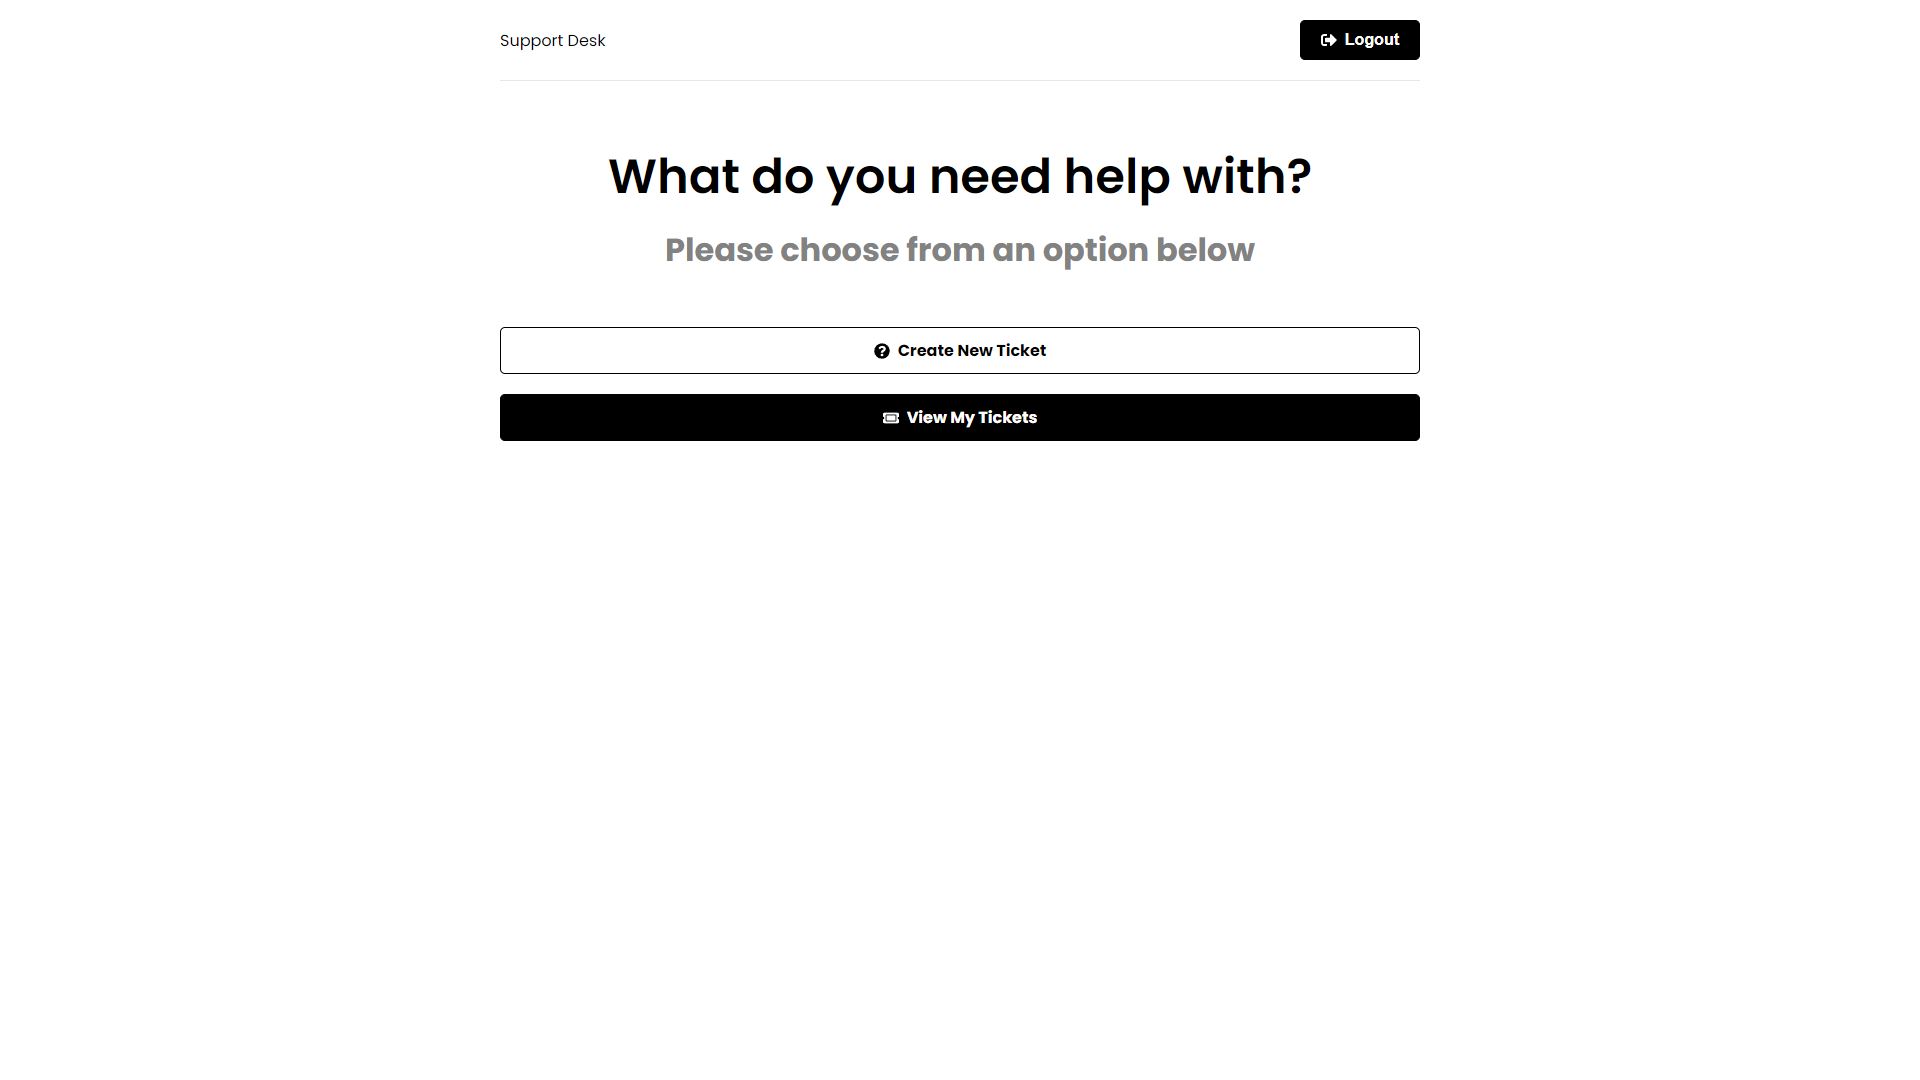 Support Desk
Logout
What do you need help with?
Please choose from an option below
Create New Ticket
View My Tickets